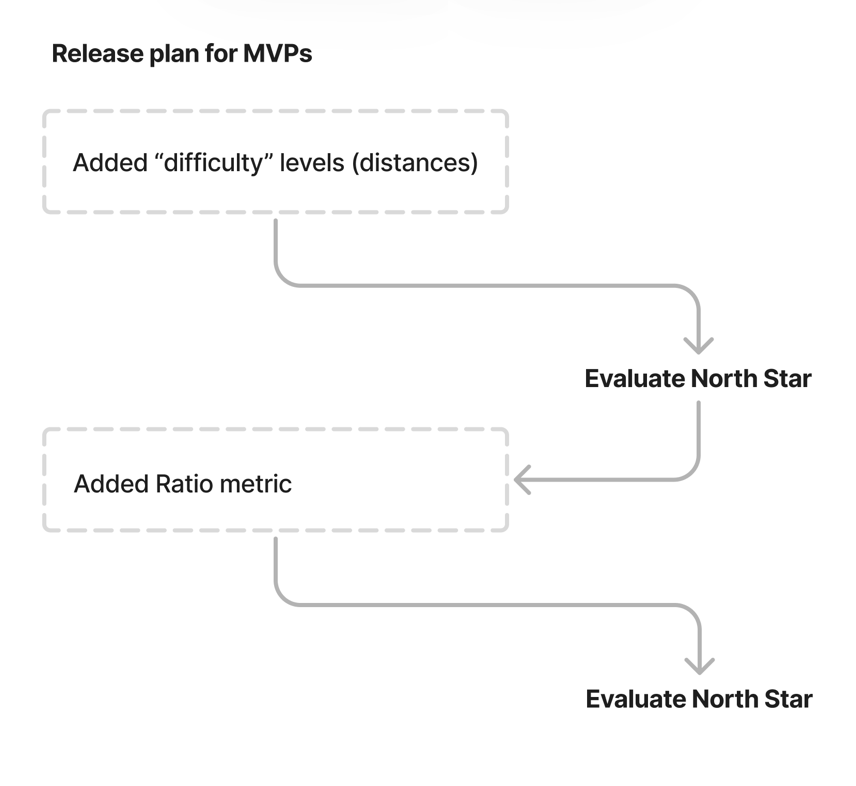 Release plan for MVPs
Added “difficulty” levels (distances)
Evaluate North Star
Added Ratio metric
Evaluate North Star